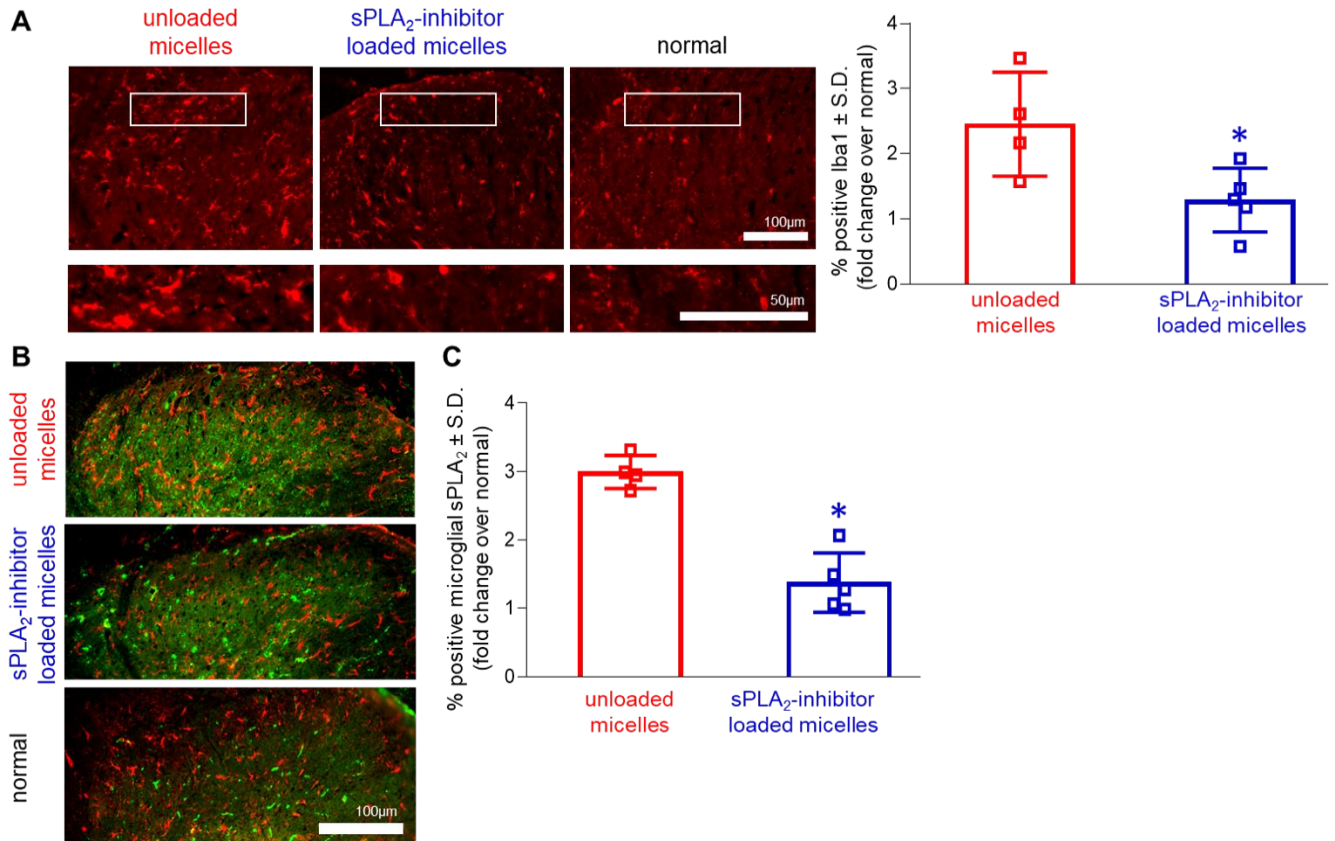 A
unloaded
micelles
sPLA₂-inhibitor
loaded micelles
normal
100µm
50µm
% positive Iba1 ± S.D.
(fold change over normal)
4
3
2
1
0
*
unloaded
micelles
sPLA₂-inhibitor
loaded micelles
B
unloaded
micelles
sPLA₂-inhibitor
loaded micelles
normal
100µm
C
% positive microglial sPLA₂ ± S.D.
(fold change over normal)
4
3
2
1
0
*
unloaded
micelles
sPLA₂-inhibitor
loaded micelles